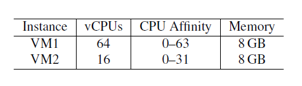 Instance vCPUs CPU Affinity Memory
VM1 64 0–63 8 GB
VM2 16 0–31 8 GB